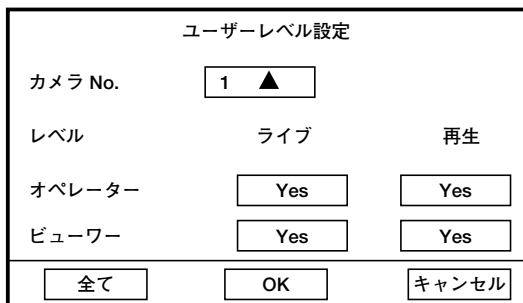 ユーザーレベル設定
カメラ No. 1 ▲
レベル ライブ 再生
オペレーター Yes Yes
ビューワー Yes Yes
全て OK キャンセル